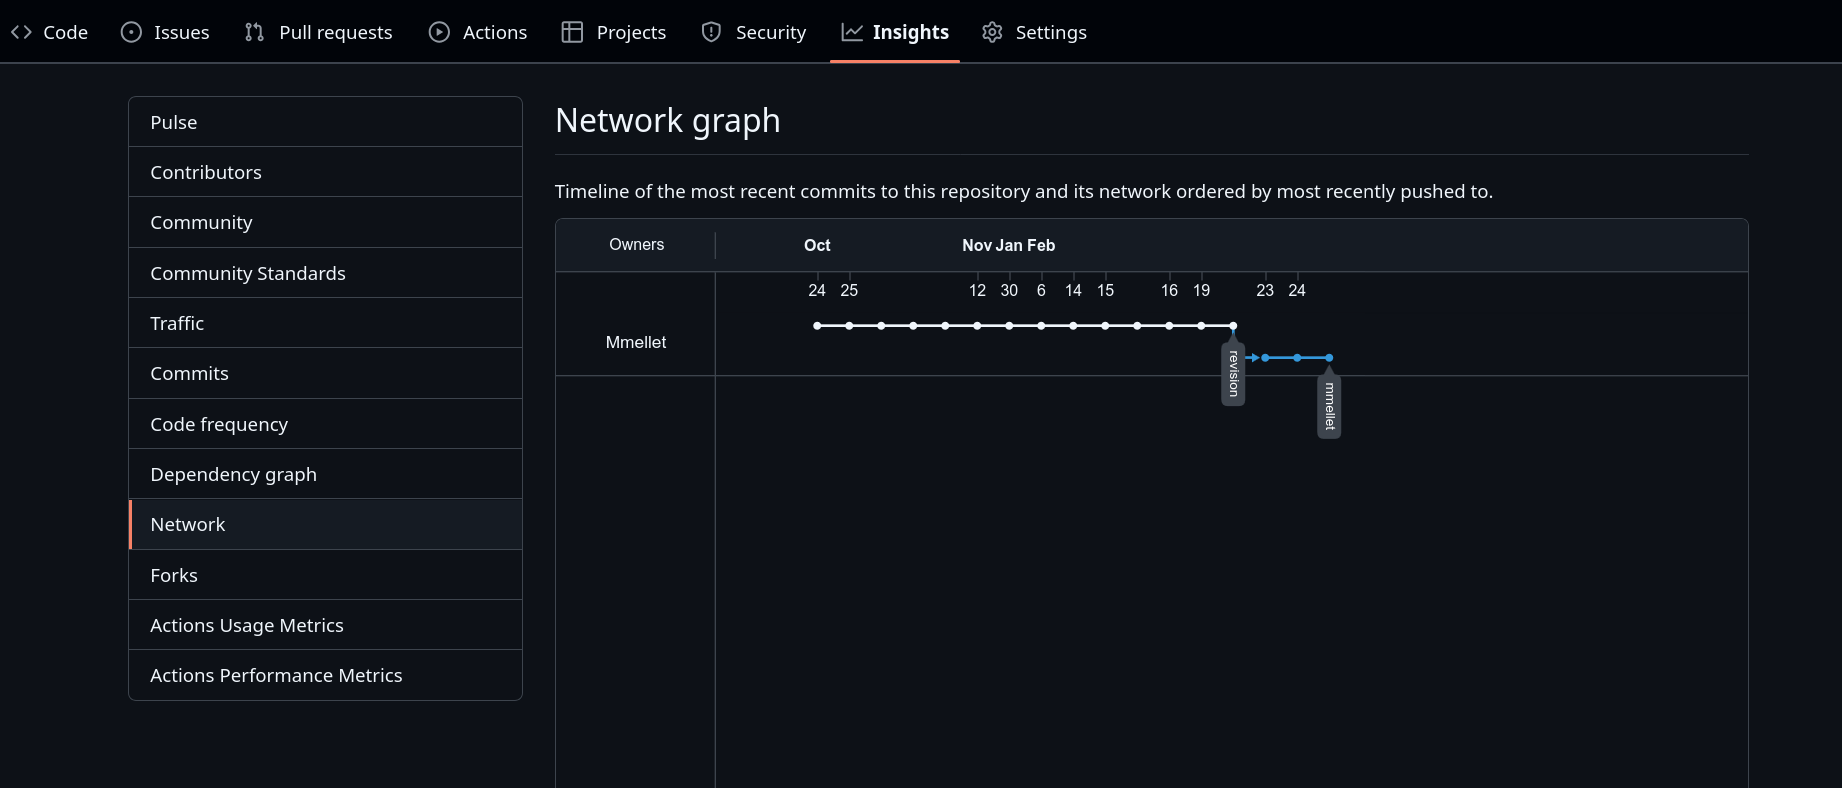 Code Issues Pull requests Actions Projects Security Insights Settings
Pulse
Contributors
Community
Community Standards
Traffic
Commits
Code frequency
Dependency graph
Network
Forks
Actions Usage Metrics
Actions Performance Metrics
Network graph
Timeline of the most recent commits to this repository and its network ordered by most recently pushed to.
Owners Oct Nov Jan Feb
24 25 12 30 6 14 15 16 19 23 24
Mmellet
revision
mmellet